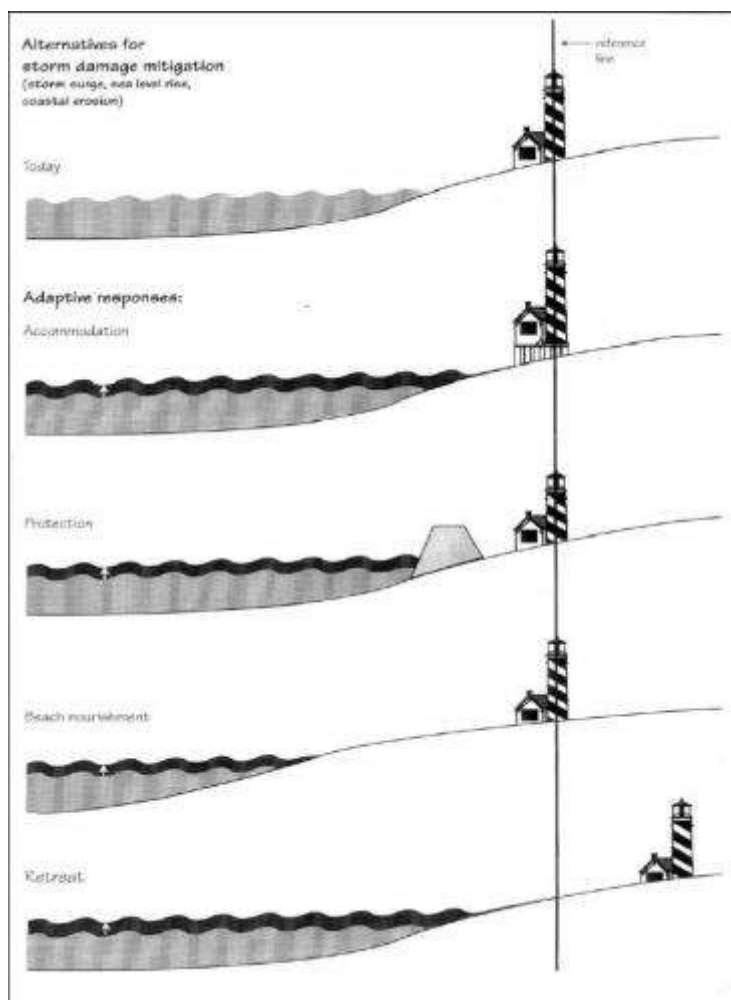 Alternatives for
storm damage mitigation
(storm surge, sea level rise,
coastal erosion)
reference
line
Today
Adaptive responses:
Accommodation
Protection
Beach nourishment
Retreat